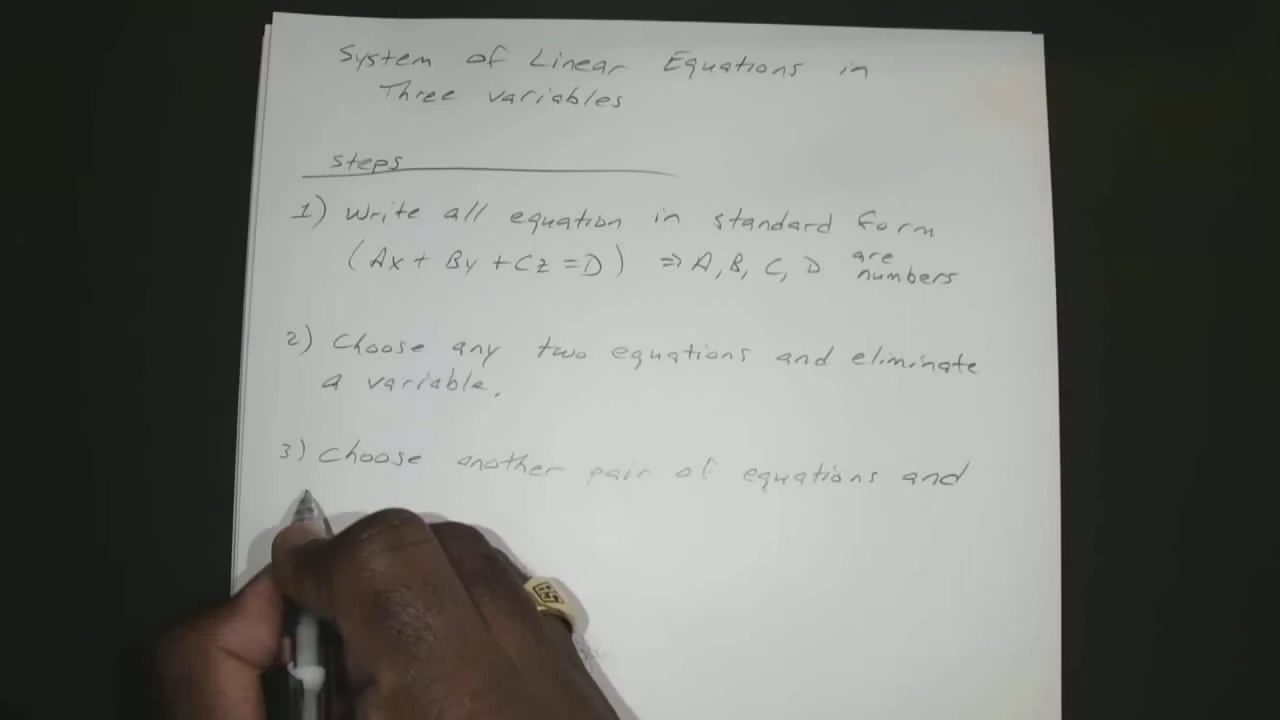 System of Linear Equations in
Three variables
Steps
1) Write all equation in standard form
(Ax + By + Cz = D) ⇒ A, B, C, D are numbers
2) Choose any two equations and eliminate
a variable.
3) Choose another pair of equations and